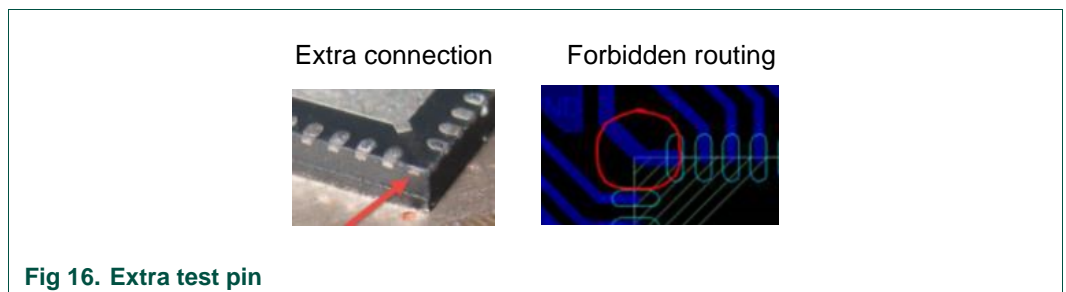 Extra connection
Forbidden routing
Fig 16. Extra test pin